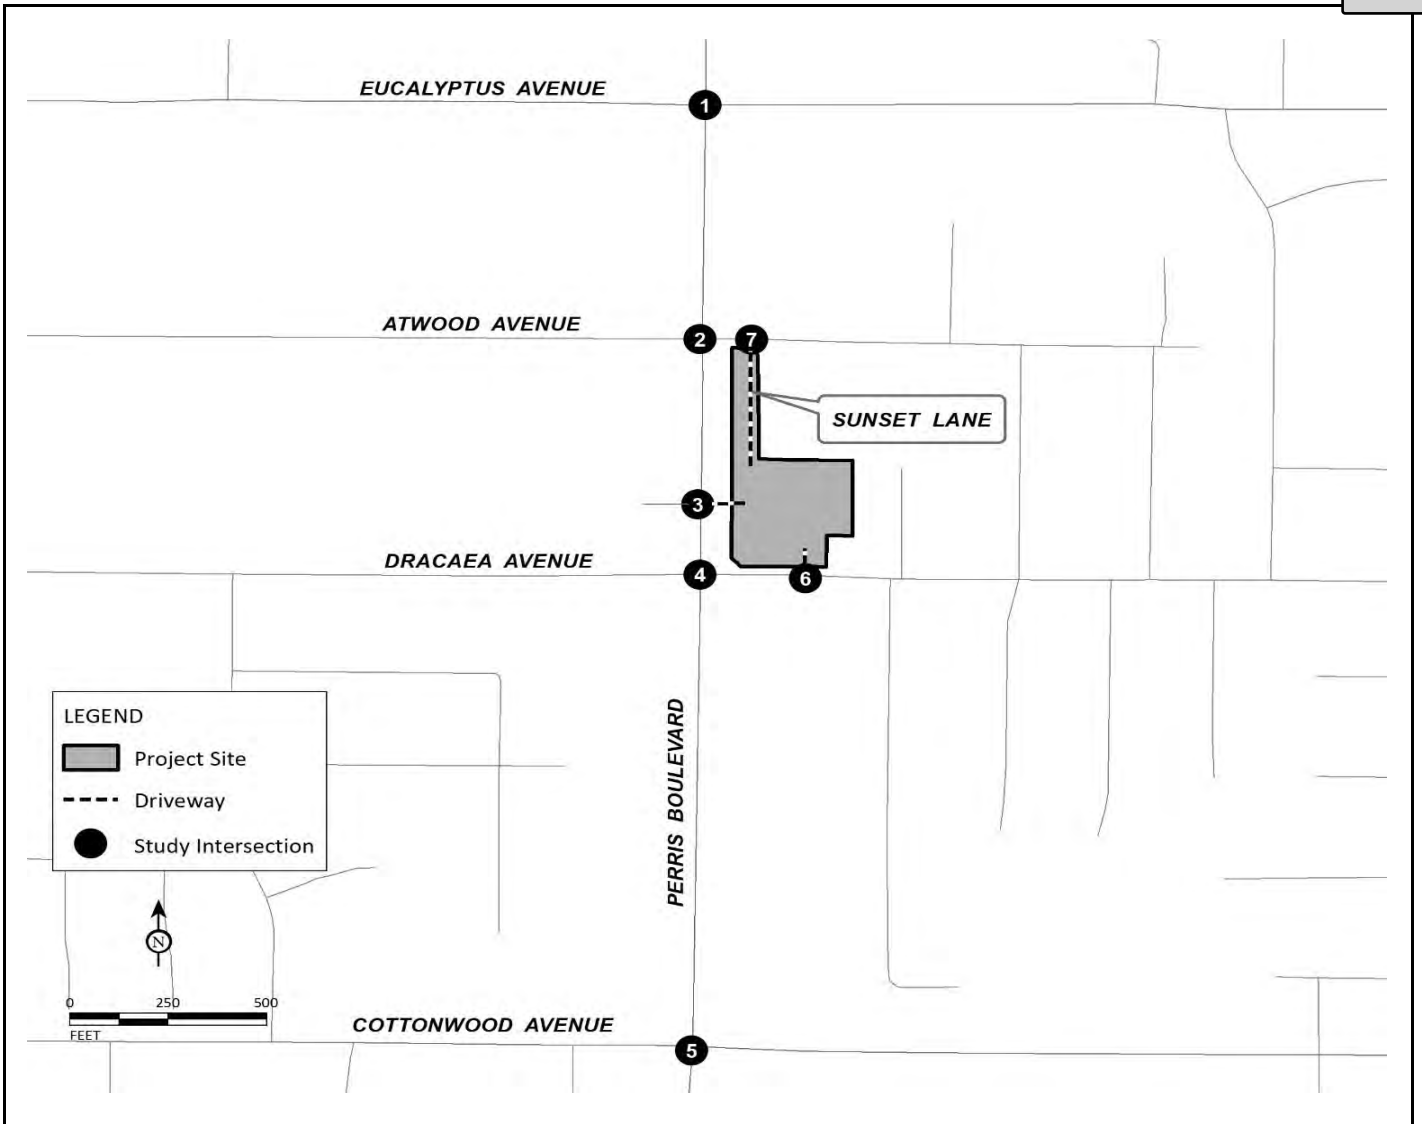 EUCALYPTUS AVENUE
1
ATWOOD AVENUE
2
7
SUNSET LANE
3
DRACAEA AVENUE
4
6
PERRIS BOULEVARD
LEGEND
Project Site
Driveway
Study Intersection
N
0 250 500
FEET
COTTONWOOD AVENUE
5